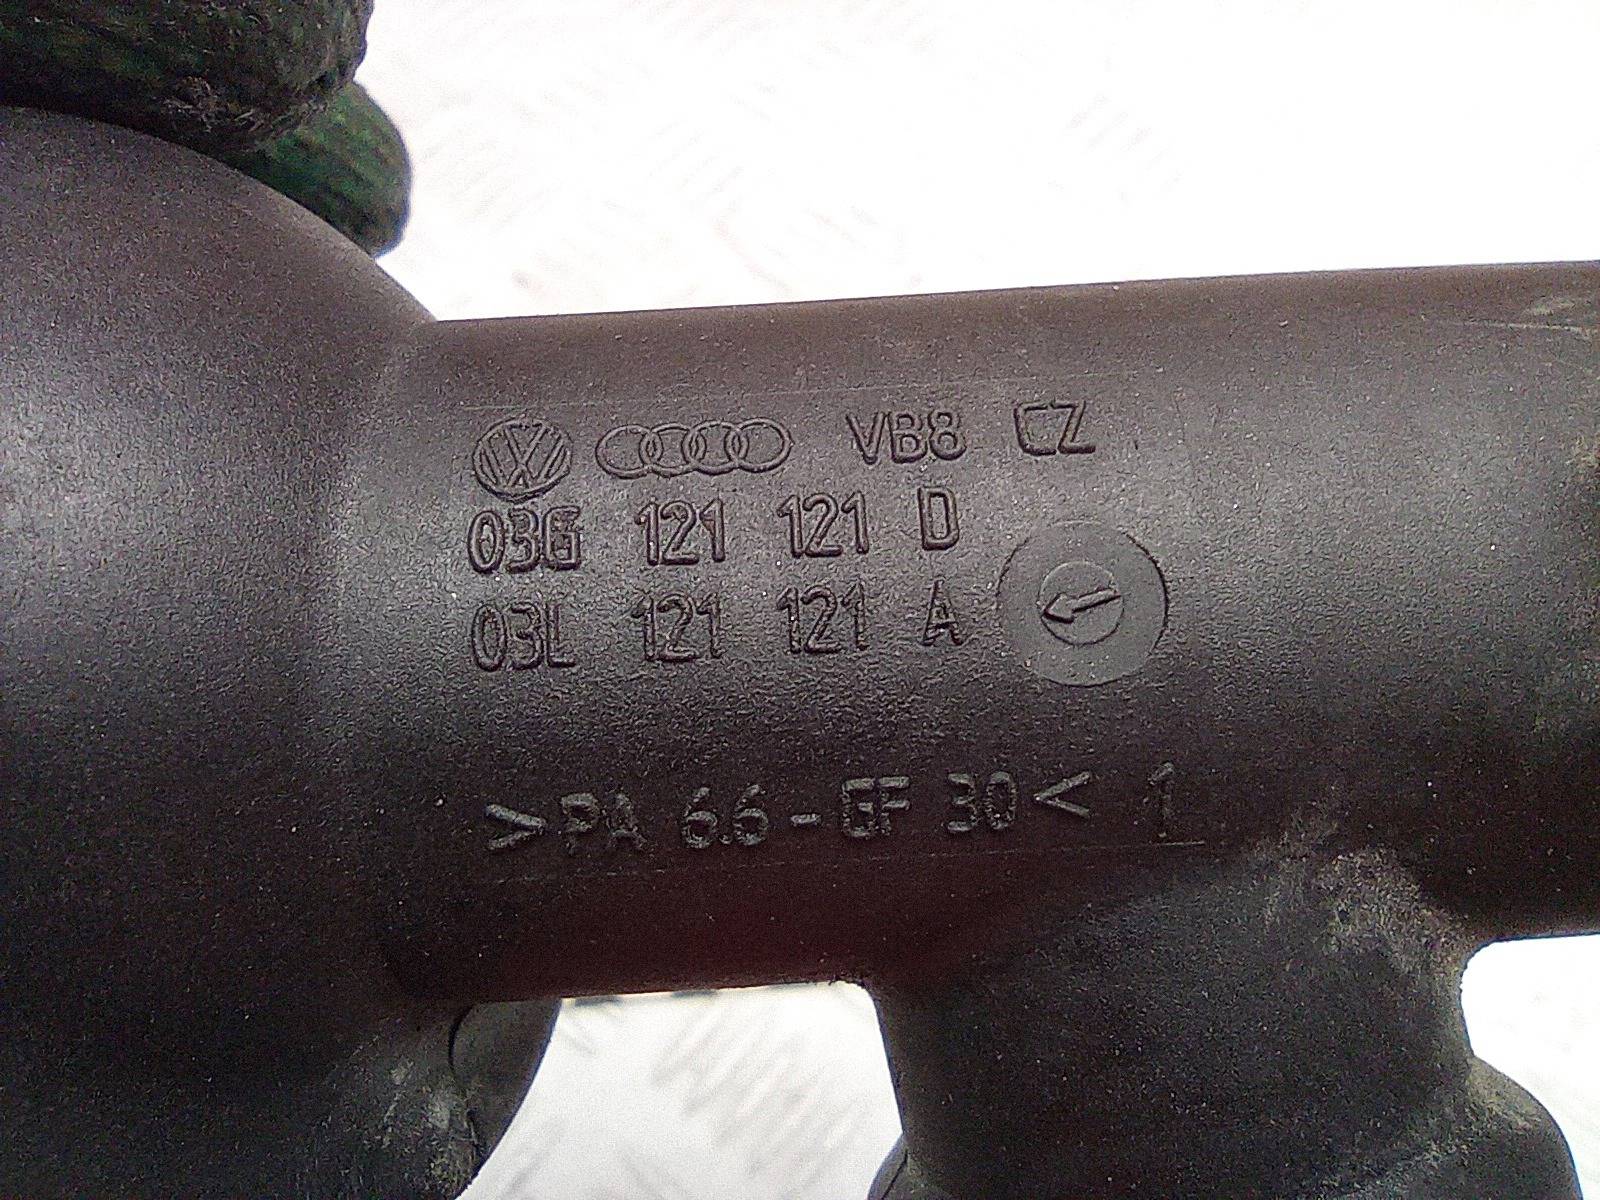 VB8 CZ
03G 121 121 D
03L 121 121 A
>PA 6.6-GF 30< 1